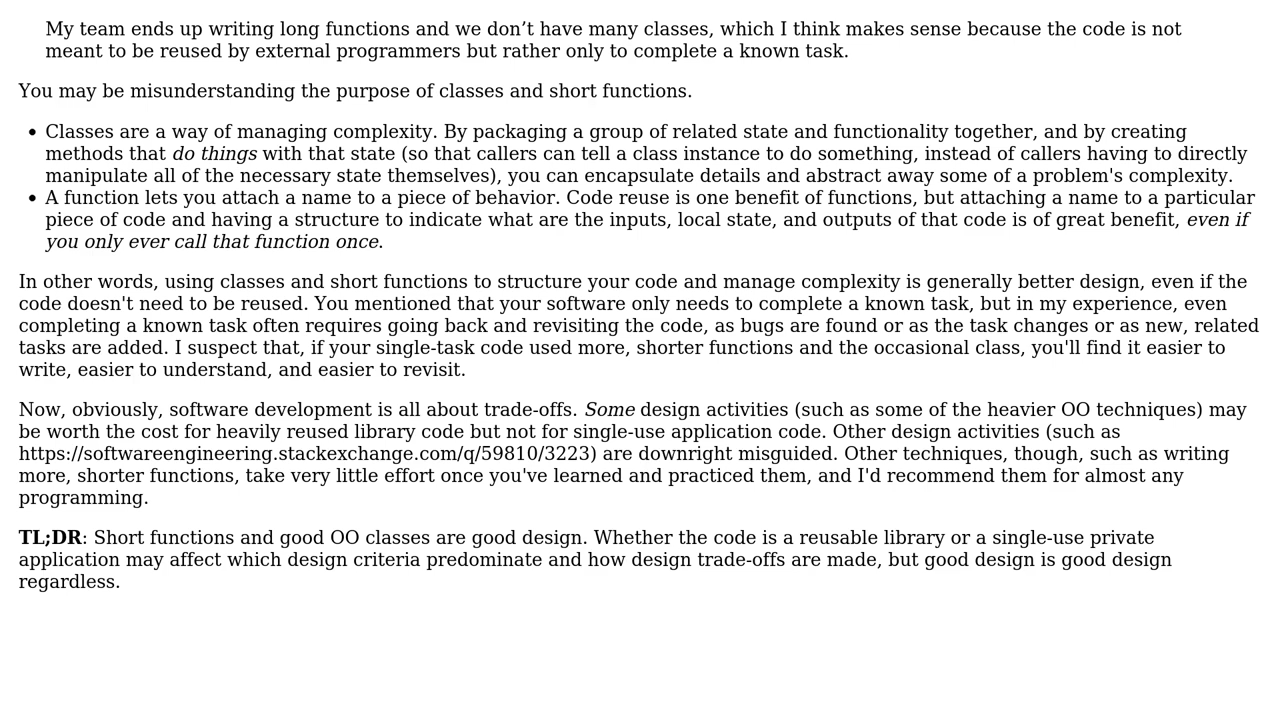 My team ends up writing long functions and we don’t have many classes, which I think makes sense because the code is not
meant to be reused by external programmers but rather only to complete a known task.
You may be misunderstanding the purpose of classes and short functions.
• Classes are a way of managing complexity. By packaging a group of related state and functionality together, and by creating
methods that do things with that state (so that callers can tell a class instance to do something, instead of callers having to directly
manipulate all of the necessary state themselves), you can encapsulate details and abstract away some of a problem's complexity.
• A function lets you attach a name to a piece of behavior. Code reuse is one benefit of functions, but attaching a name to a particular
piece of code and having a structure to indicate what are the inputs, local state, and outputs of that code is of great benefit, even if
you only ever call that function once.
In other words, using classes and short functions to structure your code and manage complexity is generally better design, even if the
code doesn't need to be reused. You mentioned that your software only needs to complete a known task, but in my experience, even
completing a known task often requires going back and revisiting the code, as bugs are found or as the task changes or as new, related
tasks are added. I suspect that, if your single-task code used more, shorter functions and the occasional class, you'll find it easier to
write, easier to understand, and easier to revisit.
Now, obviously, software development is all about trade-offs. Some design activities (such as some of the heavier OO techniques) may
be worth the cost for heavily reused library code but not for single-use application code. Other design activities (such as
https://softwareengineering.stackexchange.com/q/59810/3223) are downright misguided. Other techniques, though, such as writing
more, shorter functions, take very little effort once you've learned and practiced them, and I'd recommend them for almost any
programming.
TL;DR: Short functions and good OO classes are good design. Whether the code is a reusable library or a single-use private
application may affect which design criteria predominate and how design trade-offs are made, but good design is good design
regardless.